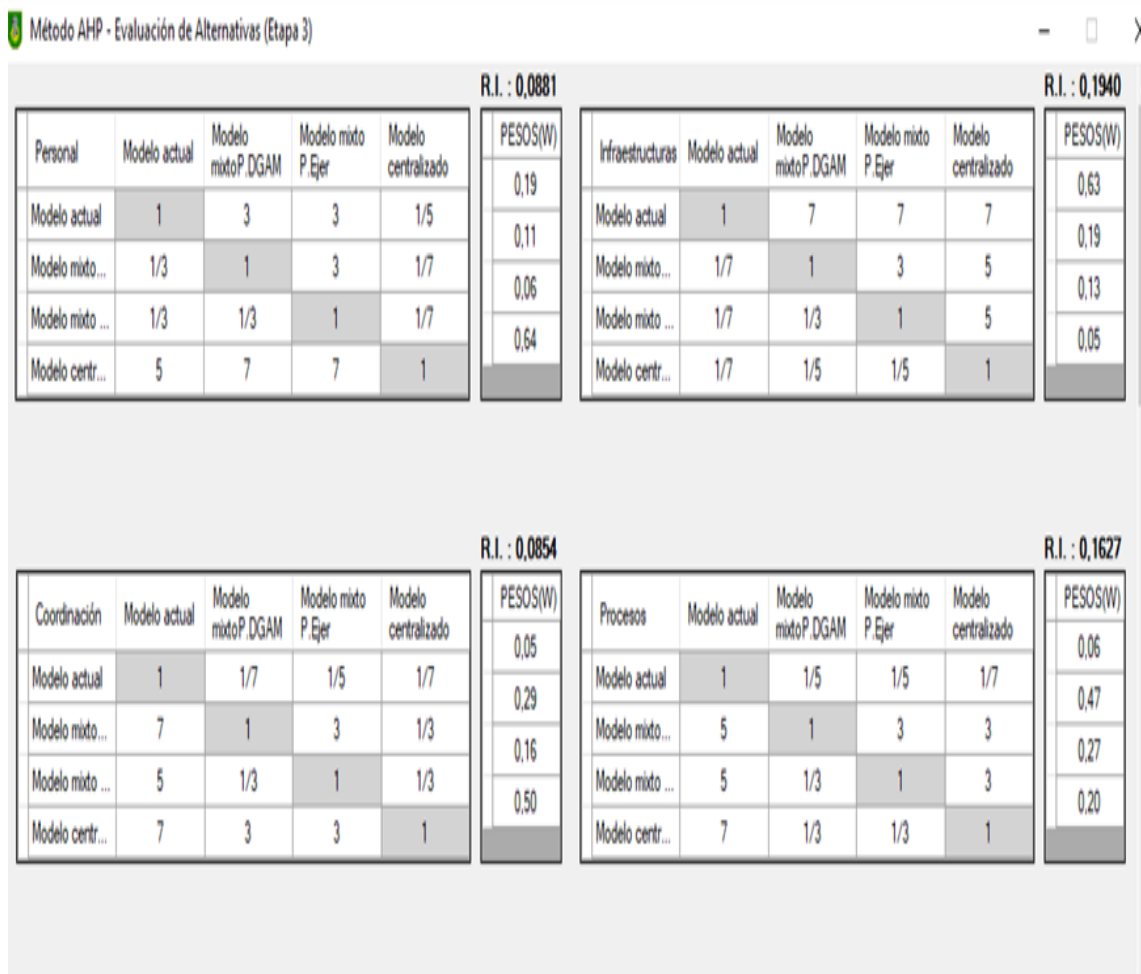 Método AHP - Evaluación de Alternativas (Etapa 3)
R.I. : 0,0881
Personal Modelo actual Modelo mixtoP.DGAM Modelo mixto P.Ejer Modelo centralizado PESOS(W)
Modelo actual 1 3 3 1/5 0,19
Modelo mixto... 1/3 1 3 1/7 0,11
Modelo mixto ... 1/3 1/3 1 1/7 0,06
Modelo centr... 5 7 7 1 0,64
R.I. : 0,1940
Infraestructuras Modelo actual Modelo mixtoP.DGAM Modelo mixto P.Ejer Modelo centralizado PESOS(W)
Modelo actual 1 7 7 7 0,63
Modelo mixto... 1/7 1 3 5 0,19
Modelo mixto ... 1/7 1/3 1 5 0,13
Modelo centr... 1/7 1/5 1/5 1 0,05
R.I. : 0,0854
Coordinación Modelo actual Modelo mixtoP.DGAM Modelo mixto P.Ejer Modelo centralizado PESOS(W)
Modelo actual 1 1/7 1/5 1/7 0,05
Modelo mixto... 7 1 3 1/3 0,29
Modelo mixto ... 5 1/3 1 1/3 0,16
Modelo centr... 7 3 3 1 0,50
R.I. : 0,1627
Procesos Modelo actual Modelo mixtoP.DGAM Modelo mixto P.Ejer Modelo centralizado PESOS(W)
Modelo actual 1 1/5 1/5 1/7 0,06
Modelo mixto... 5 1 3 3 0,47
Modelo mixto ... 5 1/3 1 3 0,27
Modelo centr... 7 1/3 1/3 1 0,20